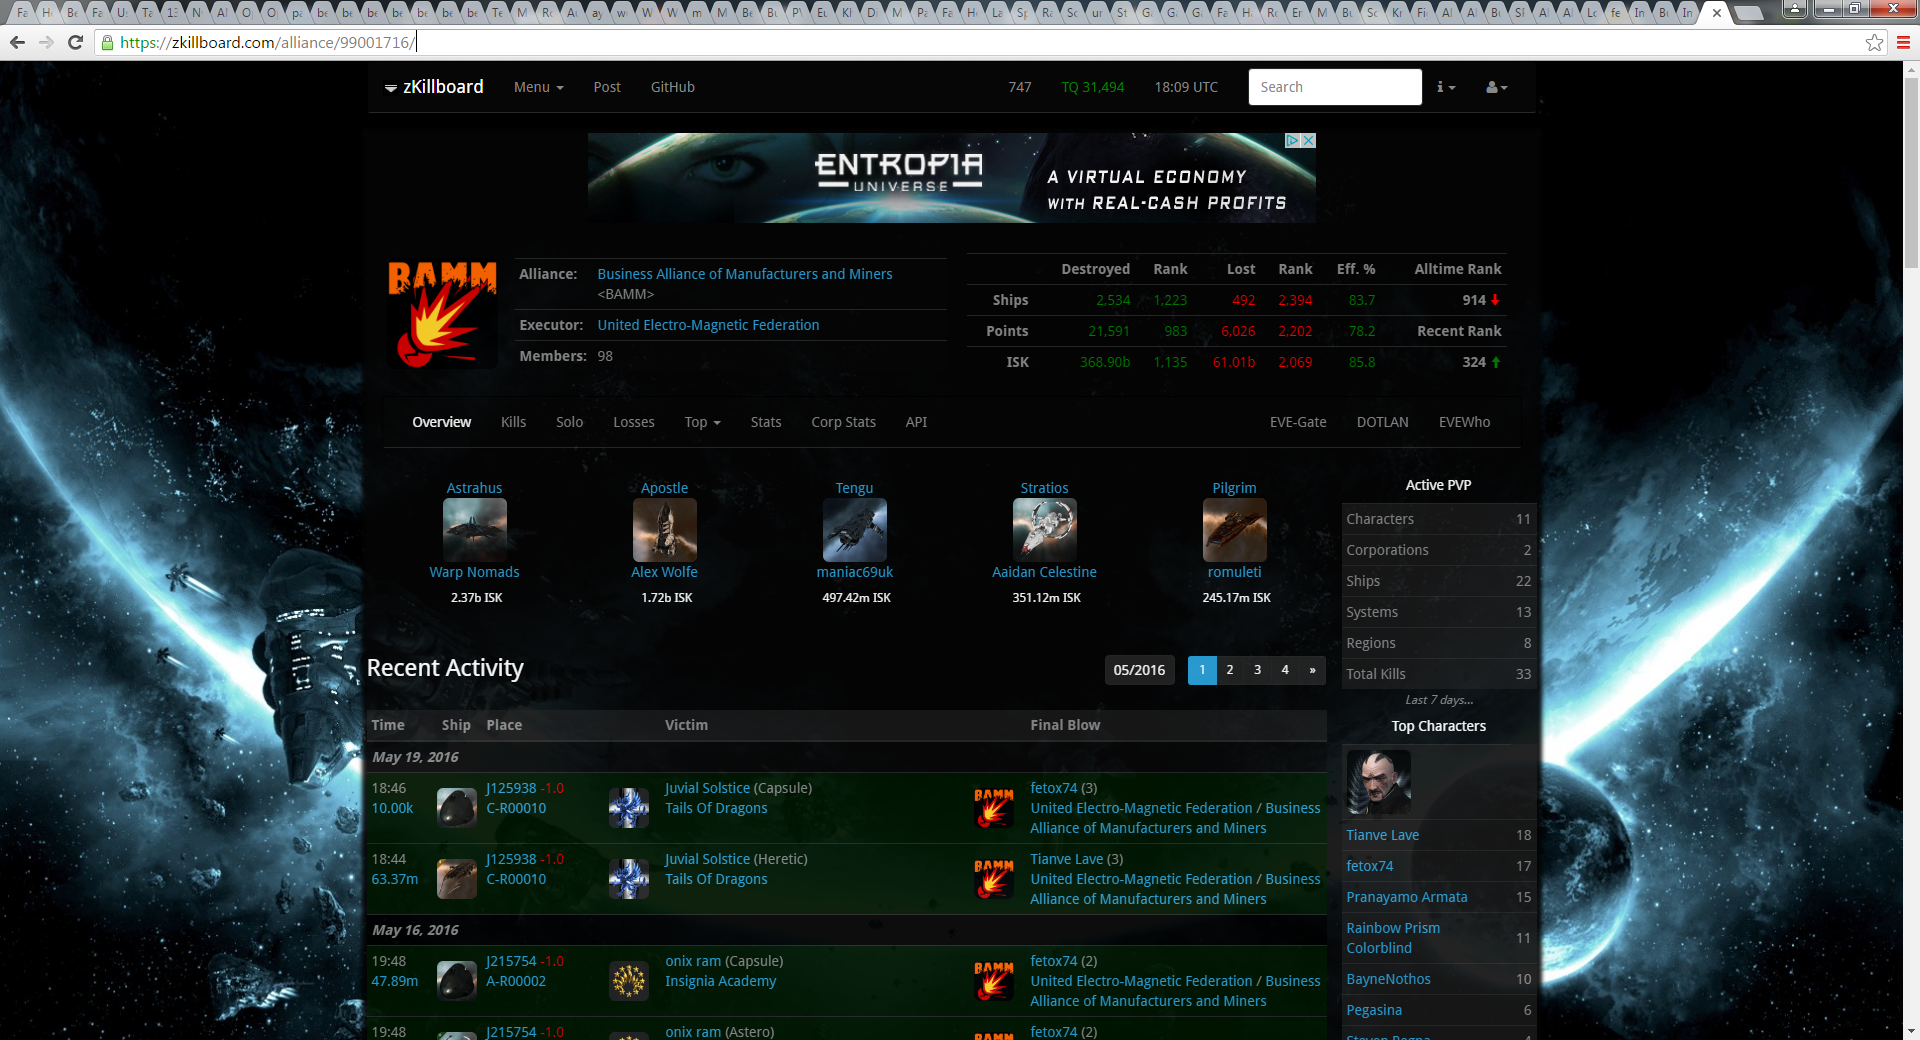 https://zkillboard.com/alliance/99001716/
zKillboard Menu Post GitHub 747 TQ 31,494 18:09 UTC Search
ENTROPIA
UNIVERSE
A VIRTUAL ECONOMY
WITH REAL-CASH PROFITS
BAMM
Alliance: Business Alliance of Manufacturers and Miners
<BAMM>
Executor: United Electro-Magnetic Federation
Members: 98
Destroyed Rank Lost Rank Eff. % Alltime Rank
Ships 2,534 1,223 492 2,394 83.7 914
Points 21,591 983 6,026 2,202 78.2 Recent Rank
ISK 368.90b 1,135 61.01b 2,069 85.8 324
Overview Kills Solo Losses Top Stats Corp Stats API EVE-Gate DOTLAN EVEWho
Astrahus Apostle Tengu Stratios Pilgrim
Warp Nomads Alex Wolfe maniac69uk Aaidan Celestine romuleti
2.37b ISK 1.72b ISK 497.42m ISK 351.12m ISK 245.17m ISK
Active PVP
Characters 11
Corporations 2
Ships 22
Systems 13
Regions 8
Total Kills 33
Last 7 days...
Recent Activity 05/2016 1 2 3 4 »
Time Ship Place Victim Final Blow
May 19, 2016
18:46 J125938 -1.0 Juvial Solstice (Capsule) BAMM fetox74 (3)
10.00k C-R00010 Tails Of Dragons United Electro-Magnetic Federation / Business
Alliance of Manufacturers and Miners
18:44 J125938 -1.0 Juvial Solstice (Heretic) BAMM Tianve Lave (3)
63.37m C-R00010 Tails Of Dragons United Electro-Magnetic Federation / Business
Alliance of Manufacturers and Miners
May 16, 2016
19:48 J215754 -1.0 onix ram (Capsule) BAMM fetox74 (2)
47.89m A-R00002 Insignia Academy United Electro-Magnetic Federation / Business
Alliance of Manufacturers and Miners
19:48 J215754 -1.0 onix ram (Astero) BAMM fetox74 (2)
Top Characters
Tianve Lave 18
fetox74 17
Pranayamo Armata 15
Rainbow Prism
Colorblind 11
BayneNothos 10
Pegasina 6